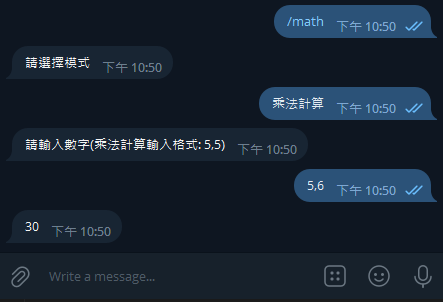 /math 下午 10:50
請選擇模式 下午 10:50
乘法計算 下午 10:50
請輸入數字(乘法計算輸入格式: 5,5) 下午 10:50
5,6 下午 10:50
30 下午 10:50
Write a message...